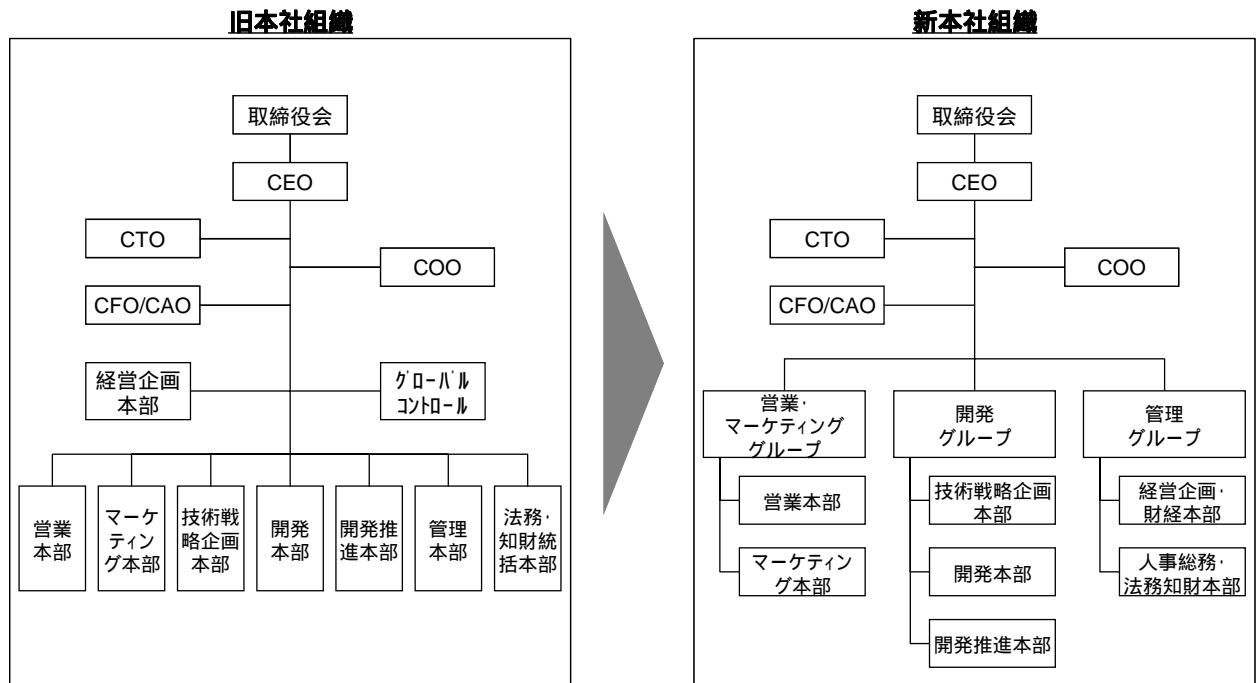 旧本社組織
取締役会
CEO
CTO
COO
CFO/CAO
経営企画
本部
グローバル
コントロール
営業
本部
マーケ
ティン
グ本部
技術戦
略企画
本部
開発
本部
開発推
進本部
管理
本部
法務・
知財統
括本部
新本社組織
取締役会
CEO
CTO
COO
CFO/CAO
営業・
マーケティング
グループ
開発
グループ
管理
グループ
営業本部
マーケティン
グ本部
技術戦略企画
本部
開発本部
開発推進本部
経営企画・
財経本部
人事総務・
法務知財本部